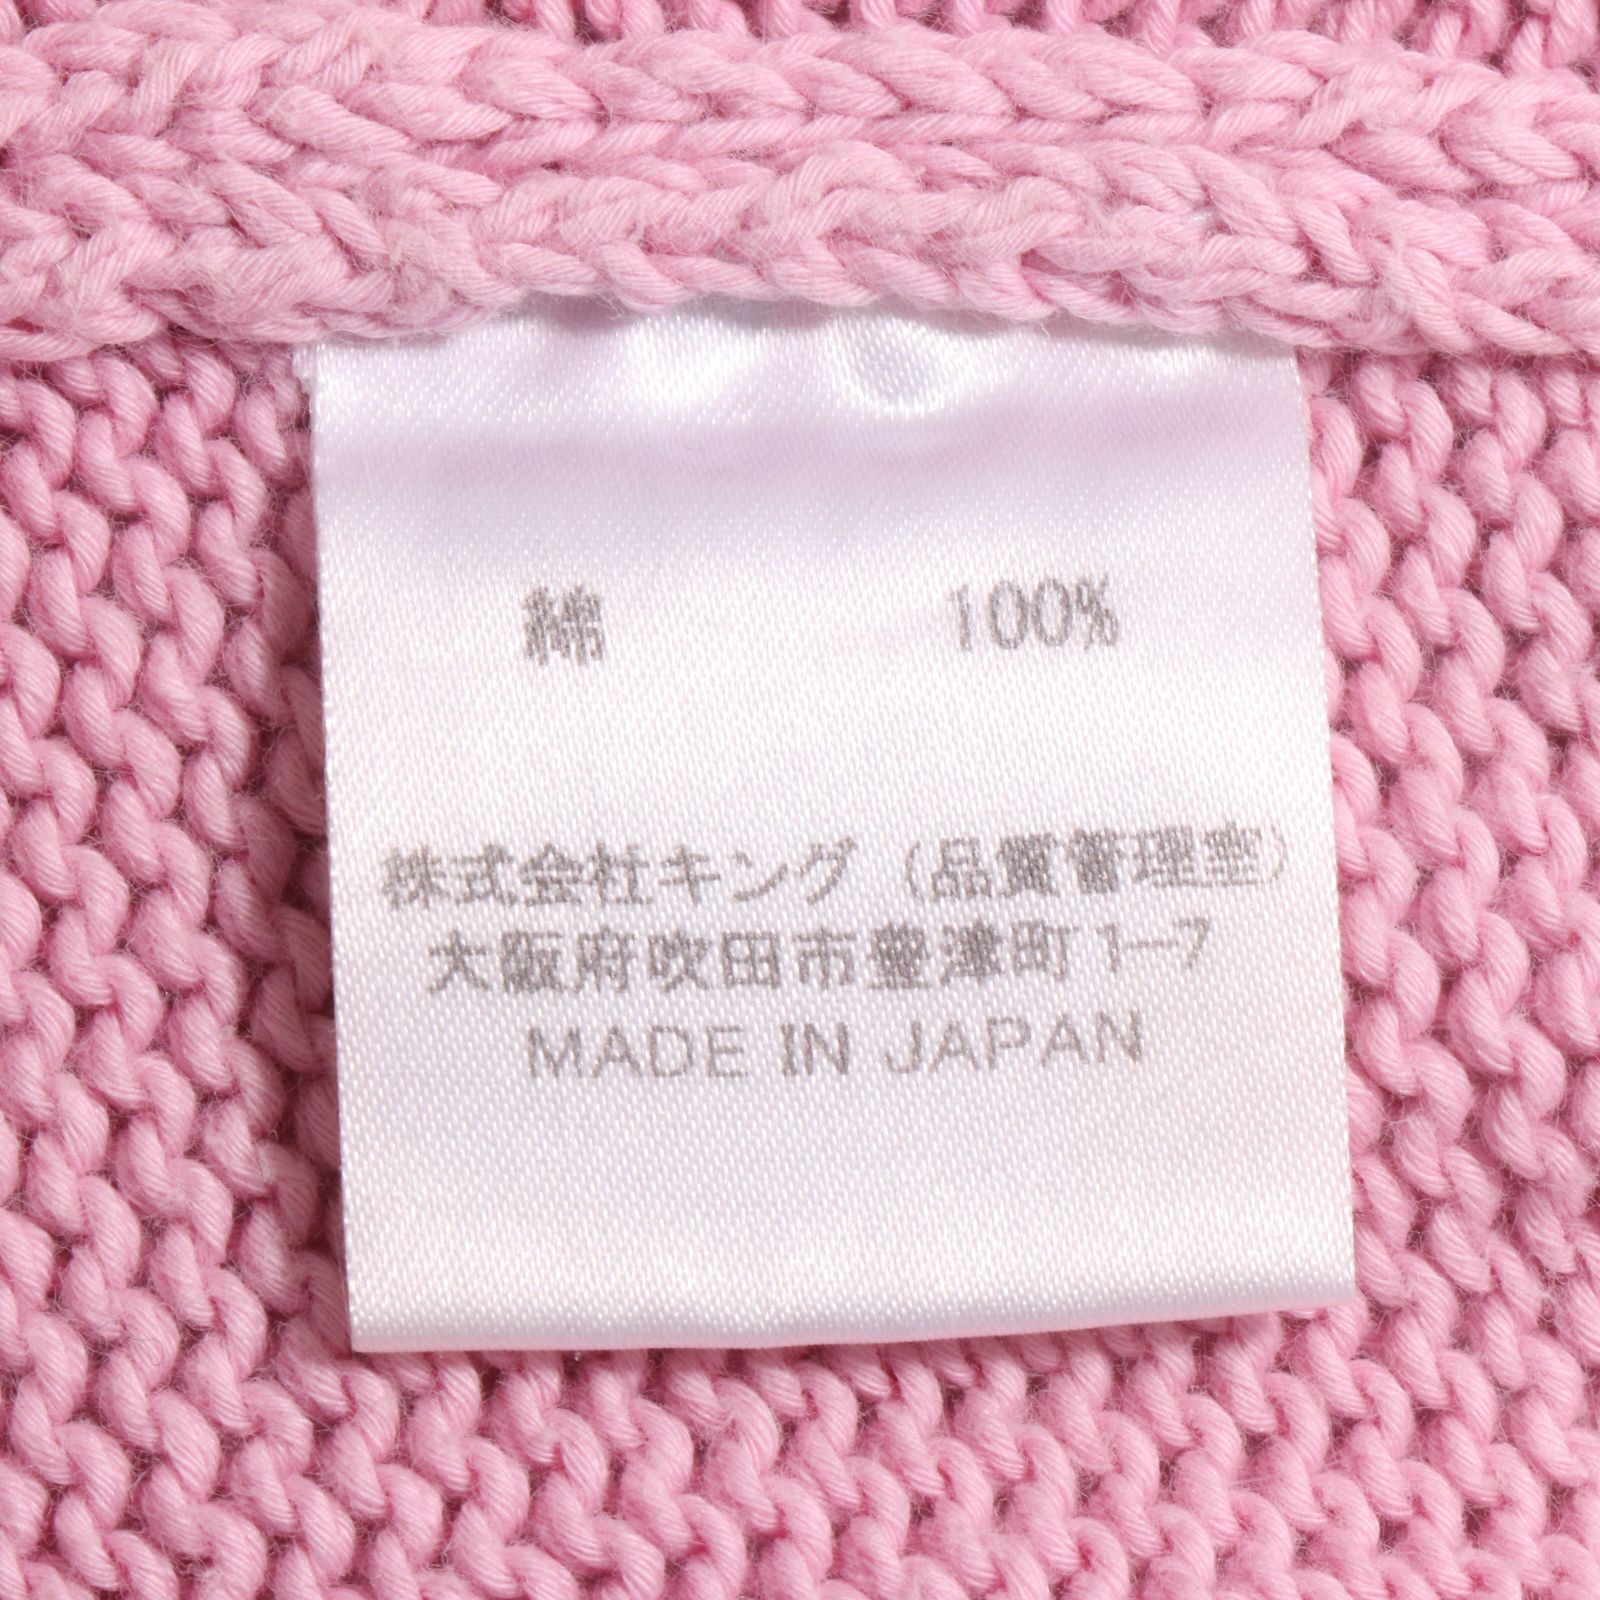 綿 100%
株式会社キング（品質管理室）
大阪府吹田市豊津町1-7
MADE IN JAPAN